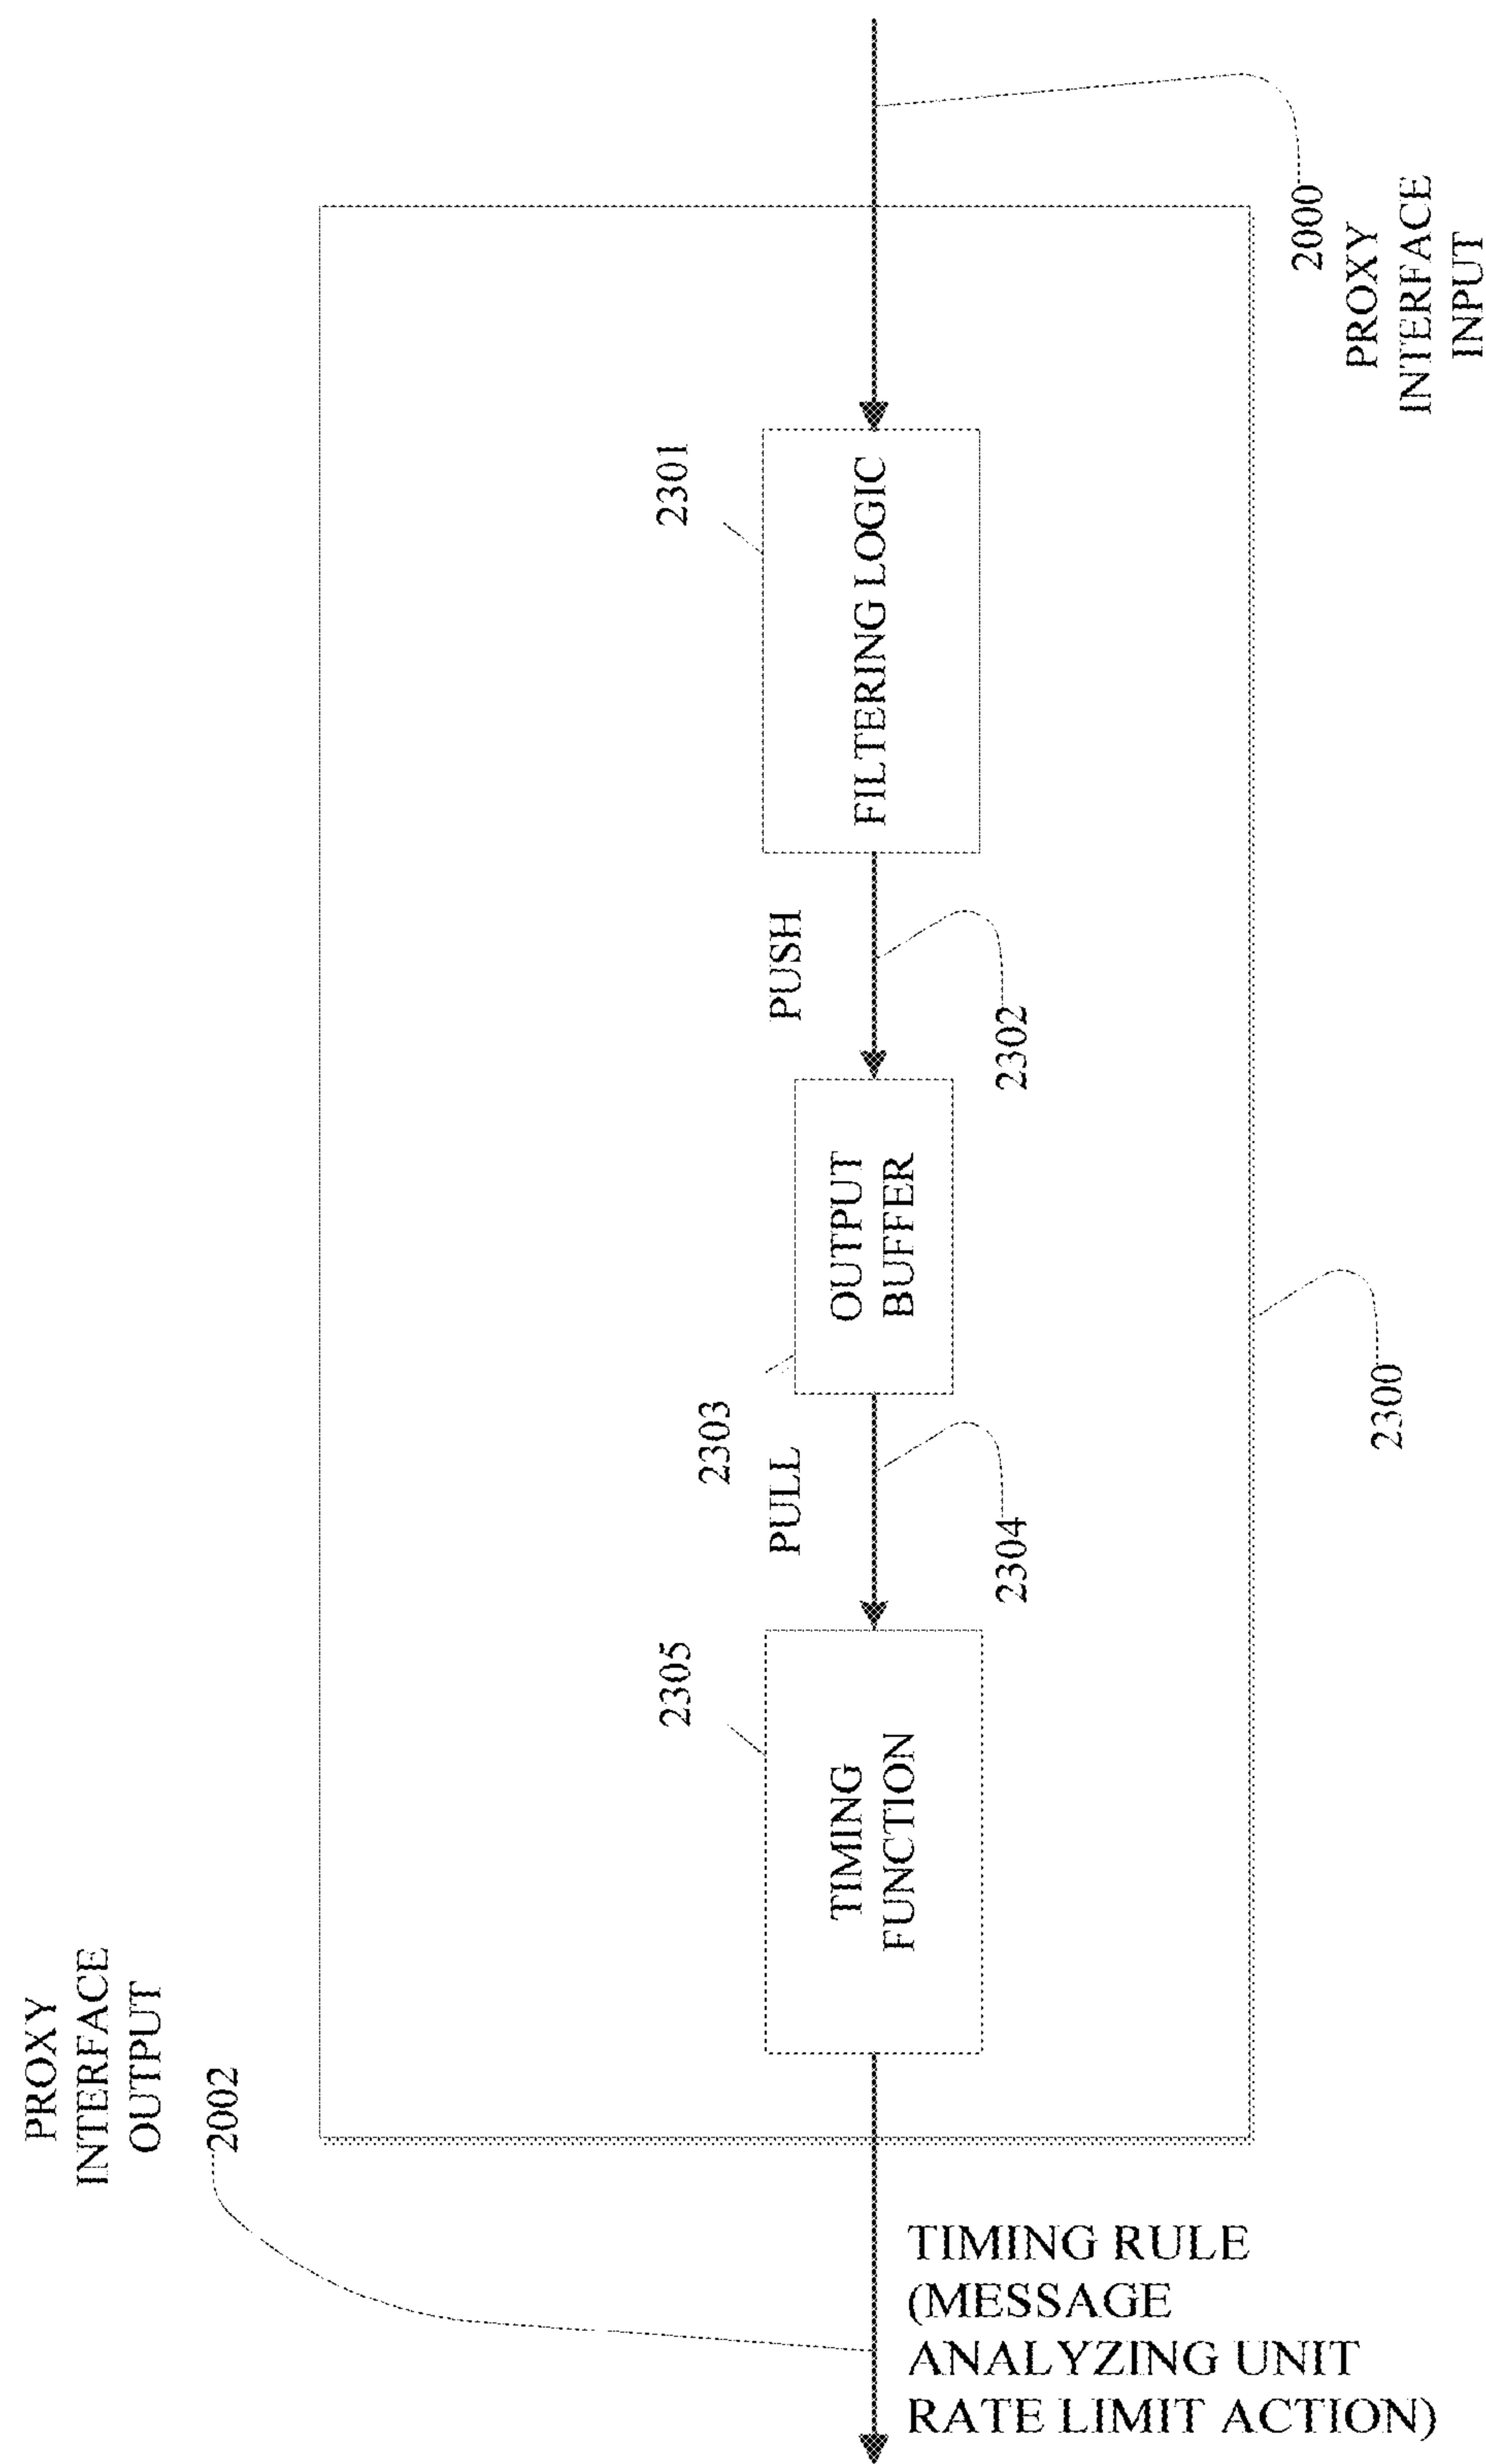 2000
PROXY
INTERFACE
INPUT
2301
FILTERING LOGIC
PUSH
2302
OUTPUT
BUFFER
2303
PULL
2304
2300
2305
TIMING
FUNCTION
PROXY
INTERFACE
OUTPUT
2002
TIMING RULE
(MESSAGE
ANALYZING UNIT
RATE LIMIT ACTION)